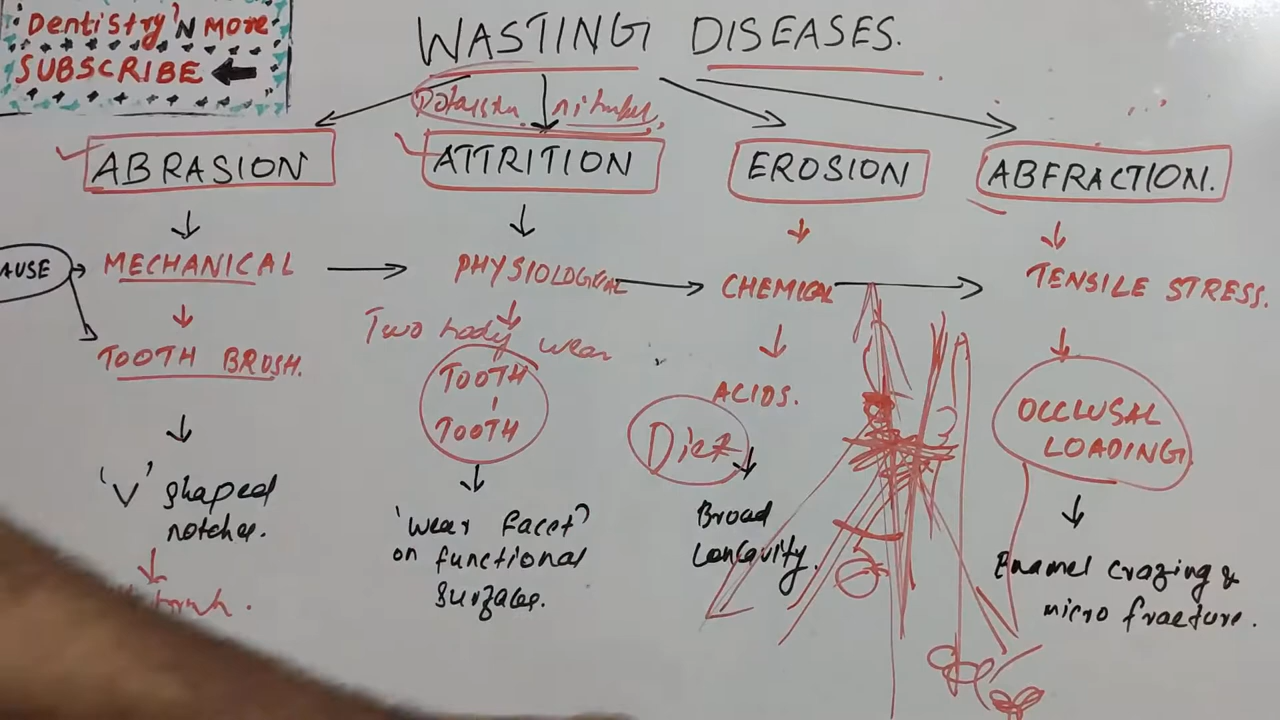 Dentistry'N more
SUBSCRIBE
WASTING DISEASES.
ABRASION
ATTRITION
EROSION
ABFRACTION.
AUSE
MECHANICAL
PHYSIOLOGICAL
CHEMICAL
TENSILE STRESS.
TOOTH BRUSH.
Two body wear
TOOTH
TOOTH
ACIDS.
Diet
OCCLUSAL
LOADING
'V' shaped
notches.
'Wear facet'
on functional
surfaces.
Broad
Concavity.
Enamel crazing &
micro fracture.